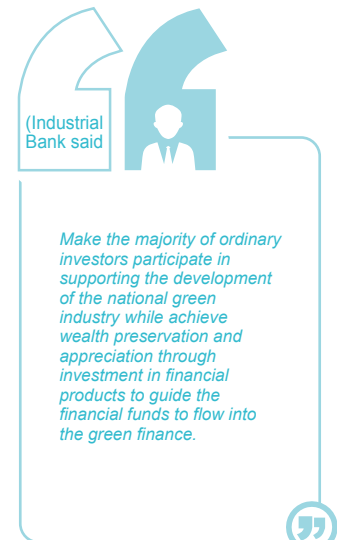 (Industrial
Bank said
Make the majority of ordinary
investors participate in
supporting the development
of the national green
industry while achieve
wealth preservation and
appreciation through
investment in financial
products to guide the
financial funds to flow into
the green finance.